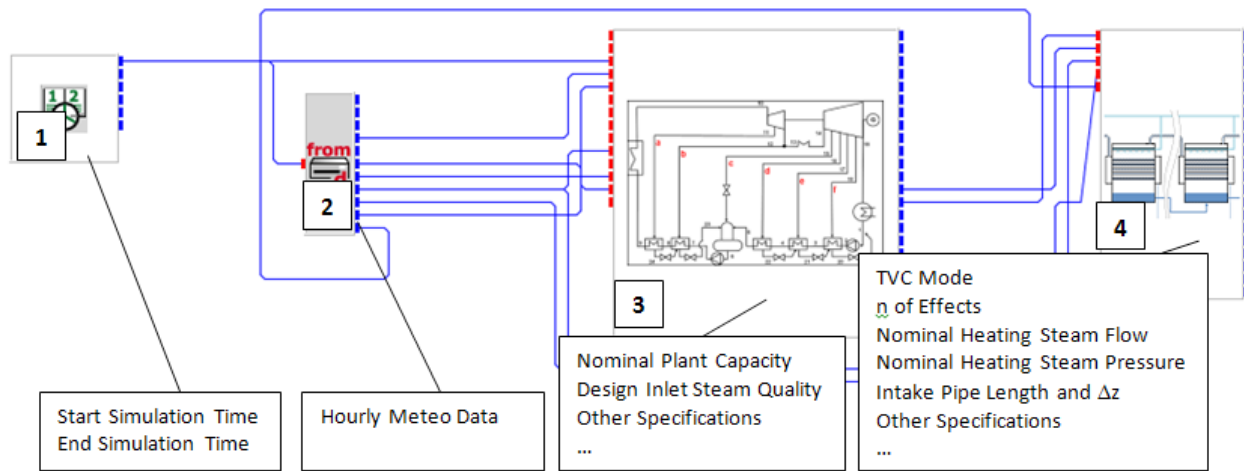 1 2
1
from
d
2
a
b
c
d
e
f
3
4
TVC Mode
n of Effects
Nominal Heating Steam Flow
Nominal Heating Steam Pressure
Intake Pipe Length and Δz
Other Specifications
...
Nominal Plant Capacity
Design Inlet Steam Quality
Other Specifications
...
Start Simulation Time
End Simulation Time
Hourly Meteo Data